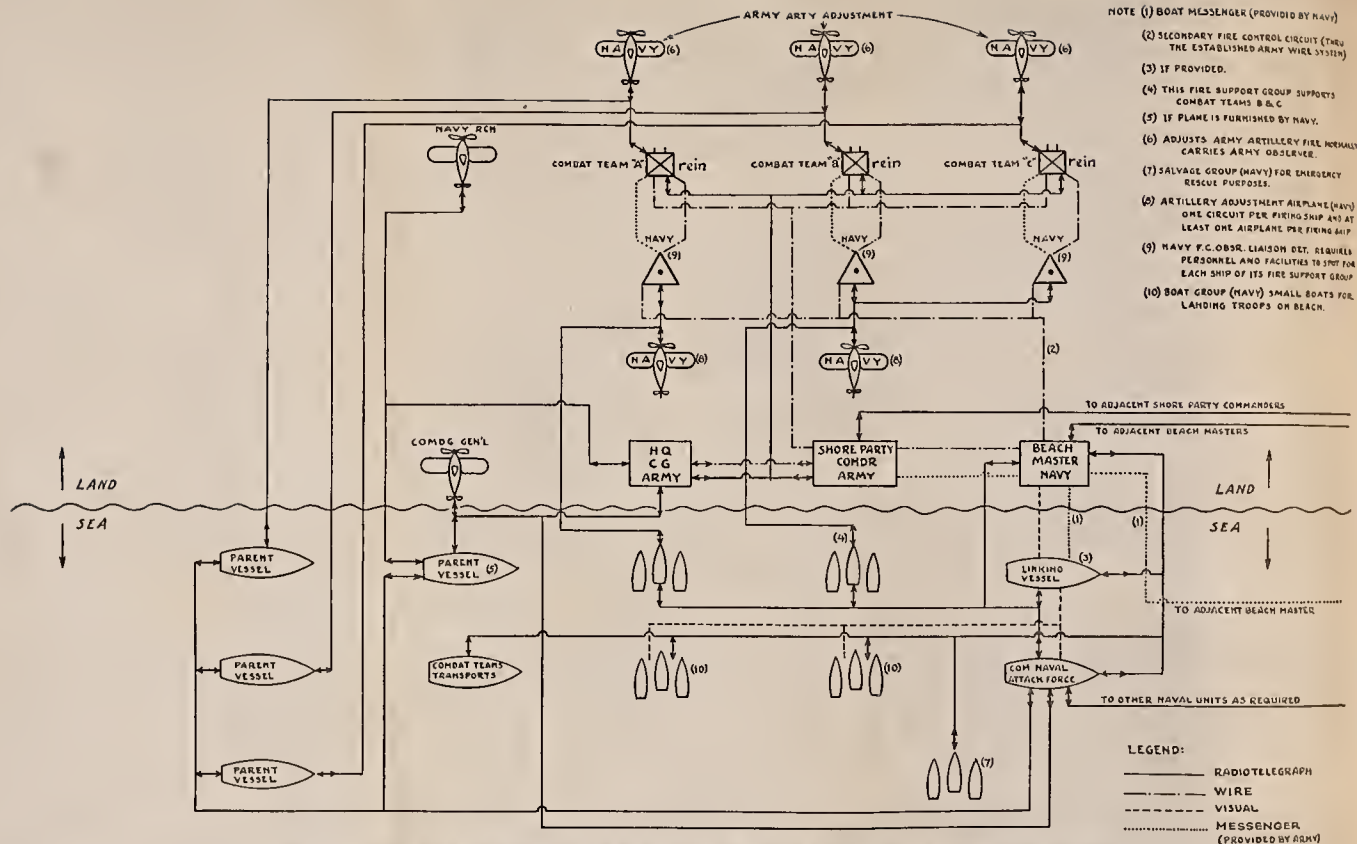 ARMY ARTY ADJUSTMENT
NAVY (6)
NAVY (6)
NAVY (6)
NOTE (1) BOAT MESSENGER (PROVIDED BY NAVY)
(2) SECONDARY FIRE CONTROL CIRCUIT (THRU
THE ESTABLISHED ARMY WIRE SYSTEM)
(3) IF PROVIDED.
(4) THIS FIRE SUPPORT GROUP SUPPORTS
COMBAT TEAMS B & C
(5) IF PLANE IS FURNISHED BY NAVY.
(6) ADJUSTS ARMY ARTILLERY FIRE NORMALLY
CARRIES ARMY OBSERVER.
(7) SALVAGE GROUP (NAVY) FOR EMERGENCY
RESCUE PURPOSES.
(8) ARTILLERY ADJUSTMENT AIRPLANE (NAVY)
ONE CIRCUIT PER FIRING SHIP AND AT
LEAST ONE AIRPLANE PER FIRING SHIP
(9) NAVY F.C. OBSR. LIAISON DET. REQUIRED
PERSONNEL AND FACILITIES TO SPOT FOR
EACH SHIP OF ITS FIRE SUPPORT GROUP
(10) BOAT GROUP (NAVY) SMALL BOATS FOR
LANDING TROOPS ON BEACH.
NAVY RCN
COMBAT TEAM "A" rein
COMBAT TEAM "B" rein
COMBAT TEAM "C" rein
NAVY
NAVY
NAVY
(9)
(9)
(9)
NAVY (8)
NAVY (8)
(2)
TO ADJACENT SHORE PARTY COMMANDERS
TO ADJACENT BEACH MASTERS
COMDG GEN'L
HQ
CG
ARMY
SHORE PARTY
COMDR
ARMY
BEACH
MASTER
NAVY
LAND
SEA
LAND
SEA
(1)
(1)
(4)
(3)
PARENT
VESSEL
PARENT
VESSEL (5)
LINKING
VESSEL
TO ADJACENT BEACH MASTER
PARENT
VESSEL
COMBAT TEAMS
TRANSPORTS
(10)
(10)
COM NAVAL
ATTACK FORCE
TO OTHER NAVAL UNITS AS REQUIRED
PARENT
VESSEL
(7)
LEGEND:
RADIOTELEGRAPH
WIRE
VISUAL
MESSENGER
(PROVIDED BY ARMY)